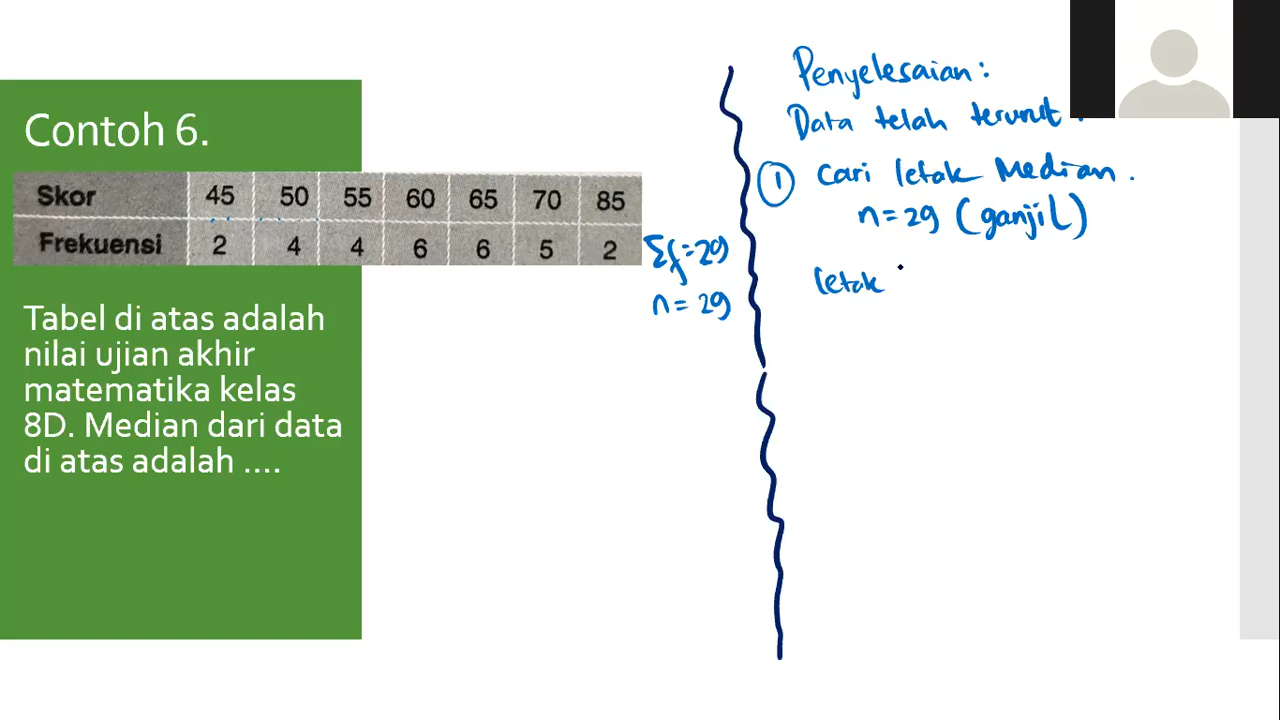 Contoh 6.
Skor 45 50 55 60 65 70 85
Frekuensi 2 4 4 6 6 5 2
Σf=29
n = 29
Tabel di atas adalah
nilai ujian akhir
matematika kelas
8D. Median dari data
di atas adalah ....
Penyelesaian:
Data telah terurut.
1 Cari letak Median.
n=29 (ganjil)
letak